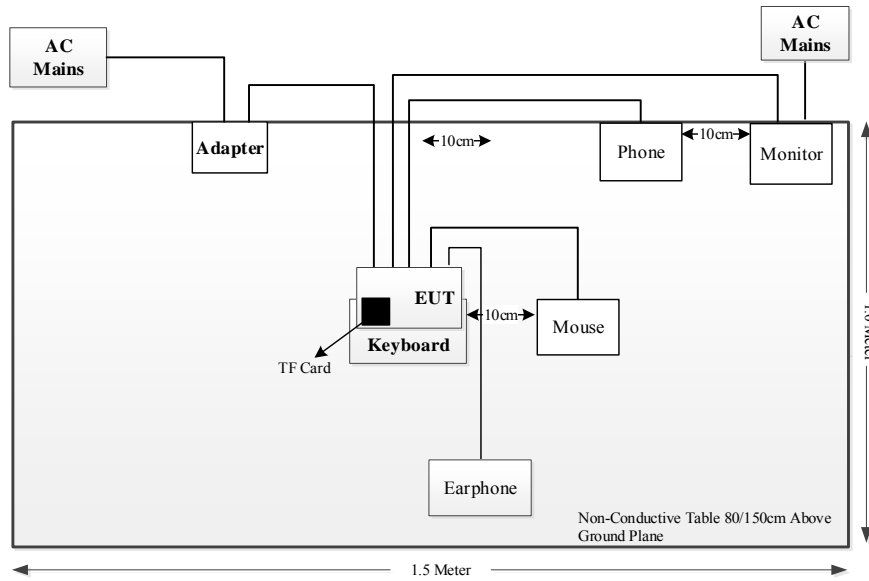 AC
Mains
AC
Mains
Adapter
10cm
Phone
10cm
Monitor
EUT
10cm
Mouse
Keyboard
TF Card
Earphone
Non-Conductive Table 80/150cm Above
Ground Plane
1.5 Meter
Meter